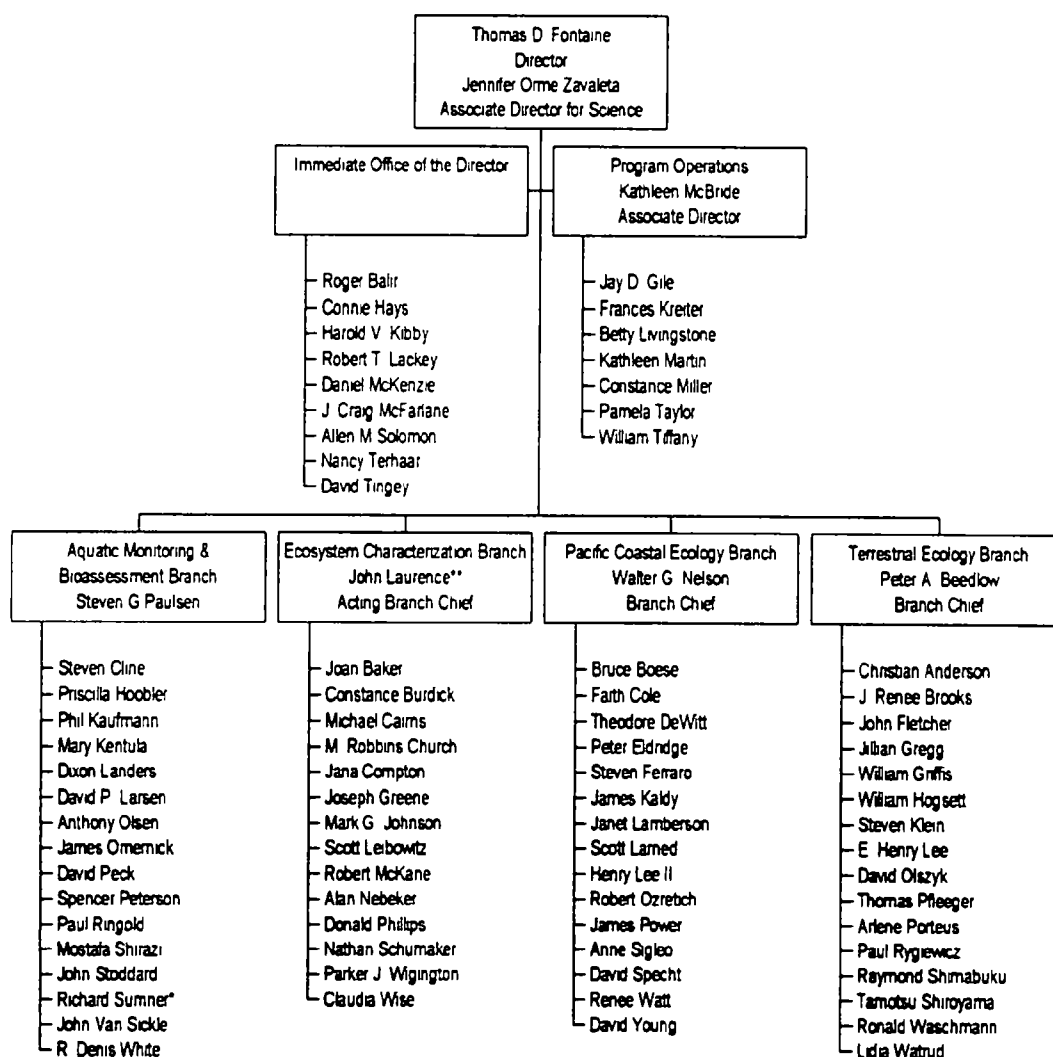 Thomas D Fontaine
Director
Jennifer Orme Zavaleta
Associate Director for Science
Immediate Office of the Director
Program Operations
Kathleen McBride
Associate Director
Roger Balir
Connie Hays
Harold V Kibby
Robert T Lackey
Daniel McKenzie
J Craig McFarlane
Allen M Solomon
Nancy Terhaar
David Tingey
Jay D Gile
Frances Kreiter
Betty Livingstone
Kathleen Martin
Constance Miller
Pamela Taylor
William Tiffany
Aquatic Monitoring &
Bioassessment Branch
Steven G Paulsen
Ecosystem Characterization Branch
John Laurence**
Acting Branch Chief
Pacific Coastal Ecology Branch
Walter G Nelson
Branch Chief
Terrestrial Ecology Branch
Peter A Beedlow
Branch Chief
Steven Cline
Priscilla Hoobler
Phil Kaufmann
Mary Kentula
Dixon Landers
David P Larsen
Anthony Olsen
James Omernick
David Peck
Spencer Peterson
Paul Ringold
Mostafa Shirazi
John Stoddard
Richard Sumner*
John Van Sickle
R Denis White
Joan Baker
Constance Burdick
Michael Cairns
M Robbins Church
Jana Compton
Joseph Greene
Mark G Johnson
Scott Leibowitz
Robert McKane
Alan Nebeker
Donald Phillips
Nathan Schumaker
Parker J Wigington
Claudia Wise
Bruce Boese
Faith Cole
Theodore DeWitt
Peter Eldridge
Steven Ferraro
James Kaldy
Janet Lamberson
Scott Larned
Henry Lee II
Robert Ozretich
James Power
Anne Sigleo
David Specht
Renee Watt
David Young
Christian Anderson
J Renee Brooks
John Fletcher
Jillian Gregg
William Griffis
William Hogsett
Steven Klein
E Henry Lee
David Olszyk
Thomas Pfleeger
Arlene Porteus
Paul Rygiewicz
Raymond Shimabuku
Tamotsu Shiroyama
Ronald Waschmann
Lidia Watrud